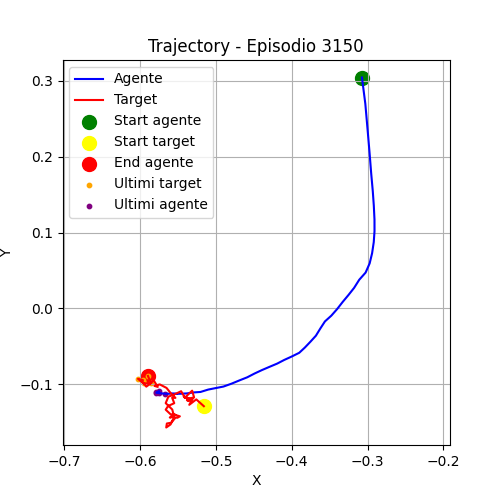 Trajectory - Episodio 3150
Agente
Target
Start agente
Start target
End agente
Ultimi target
Ultimi agente
Y
0.3
0.2
0.1
0.0
−0.1
−0.7
−0.6
−0.5
−0.4
−0.3
−0.2
X